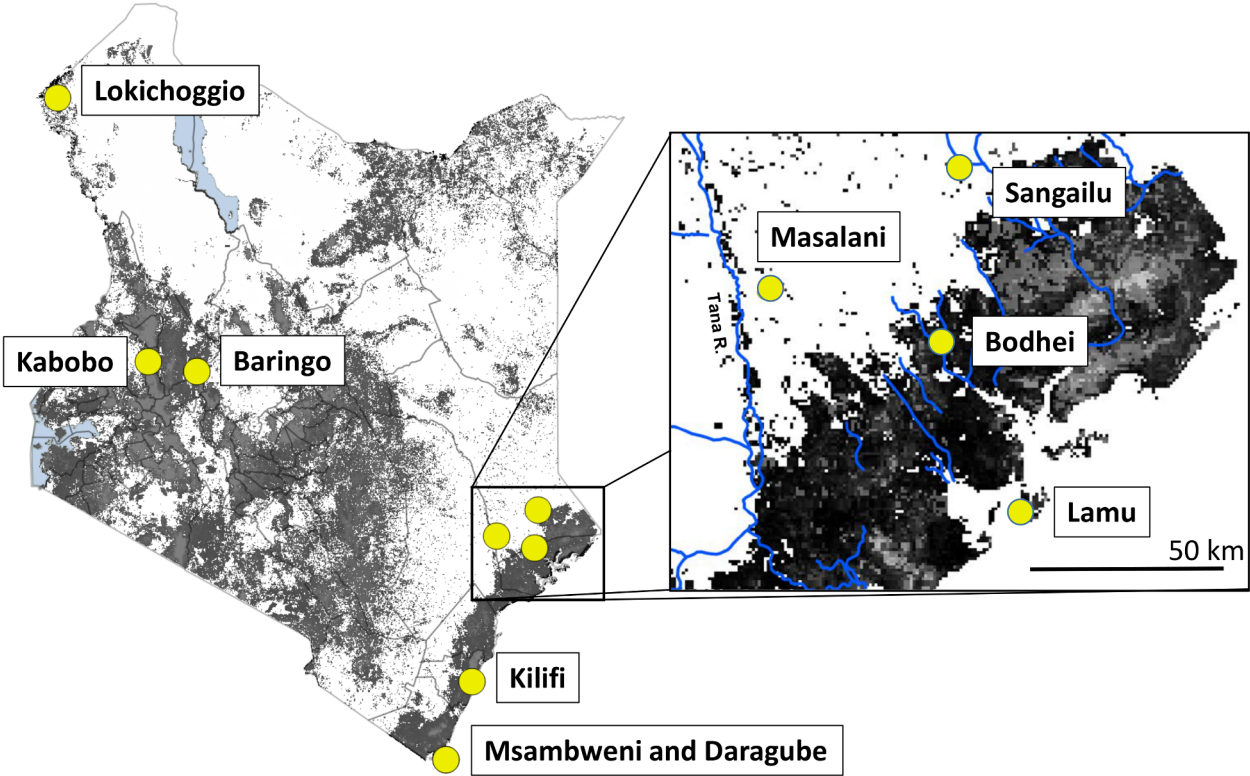 Lokichoggio
Sangailu
Masalani
Tana R.
Bodhei
Kabobo
Baringo
Lamu
50 km
Kilifi
Msambweni and Daragube